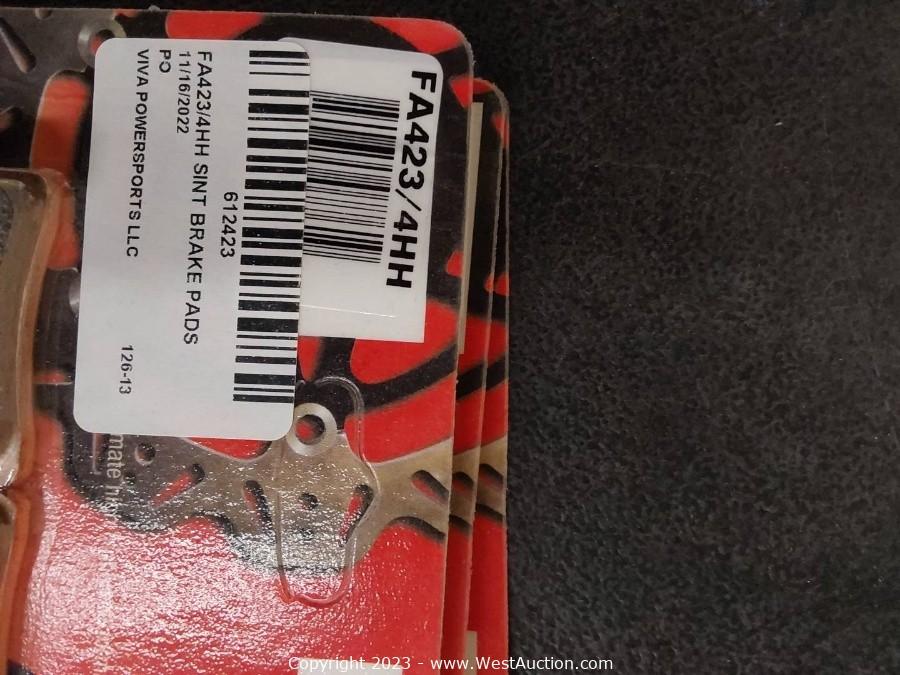 FA423/4HH
612423
FA423/4HH SINT BRAKE PADS
11/16/2022
PO
VIVA POWERSPORTS LLC
126-13
mate
Copyright 2023 - www.WestAuction.com